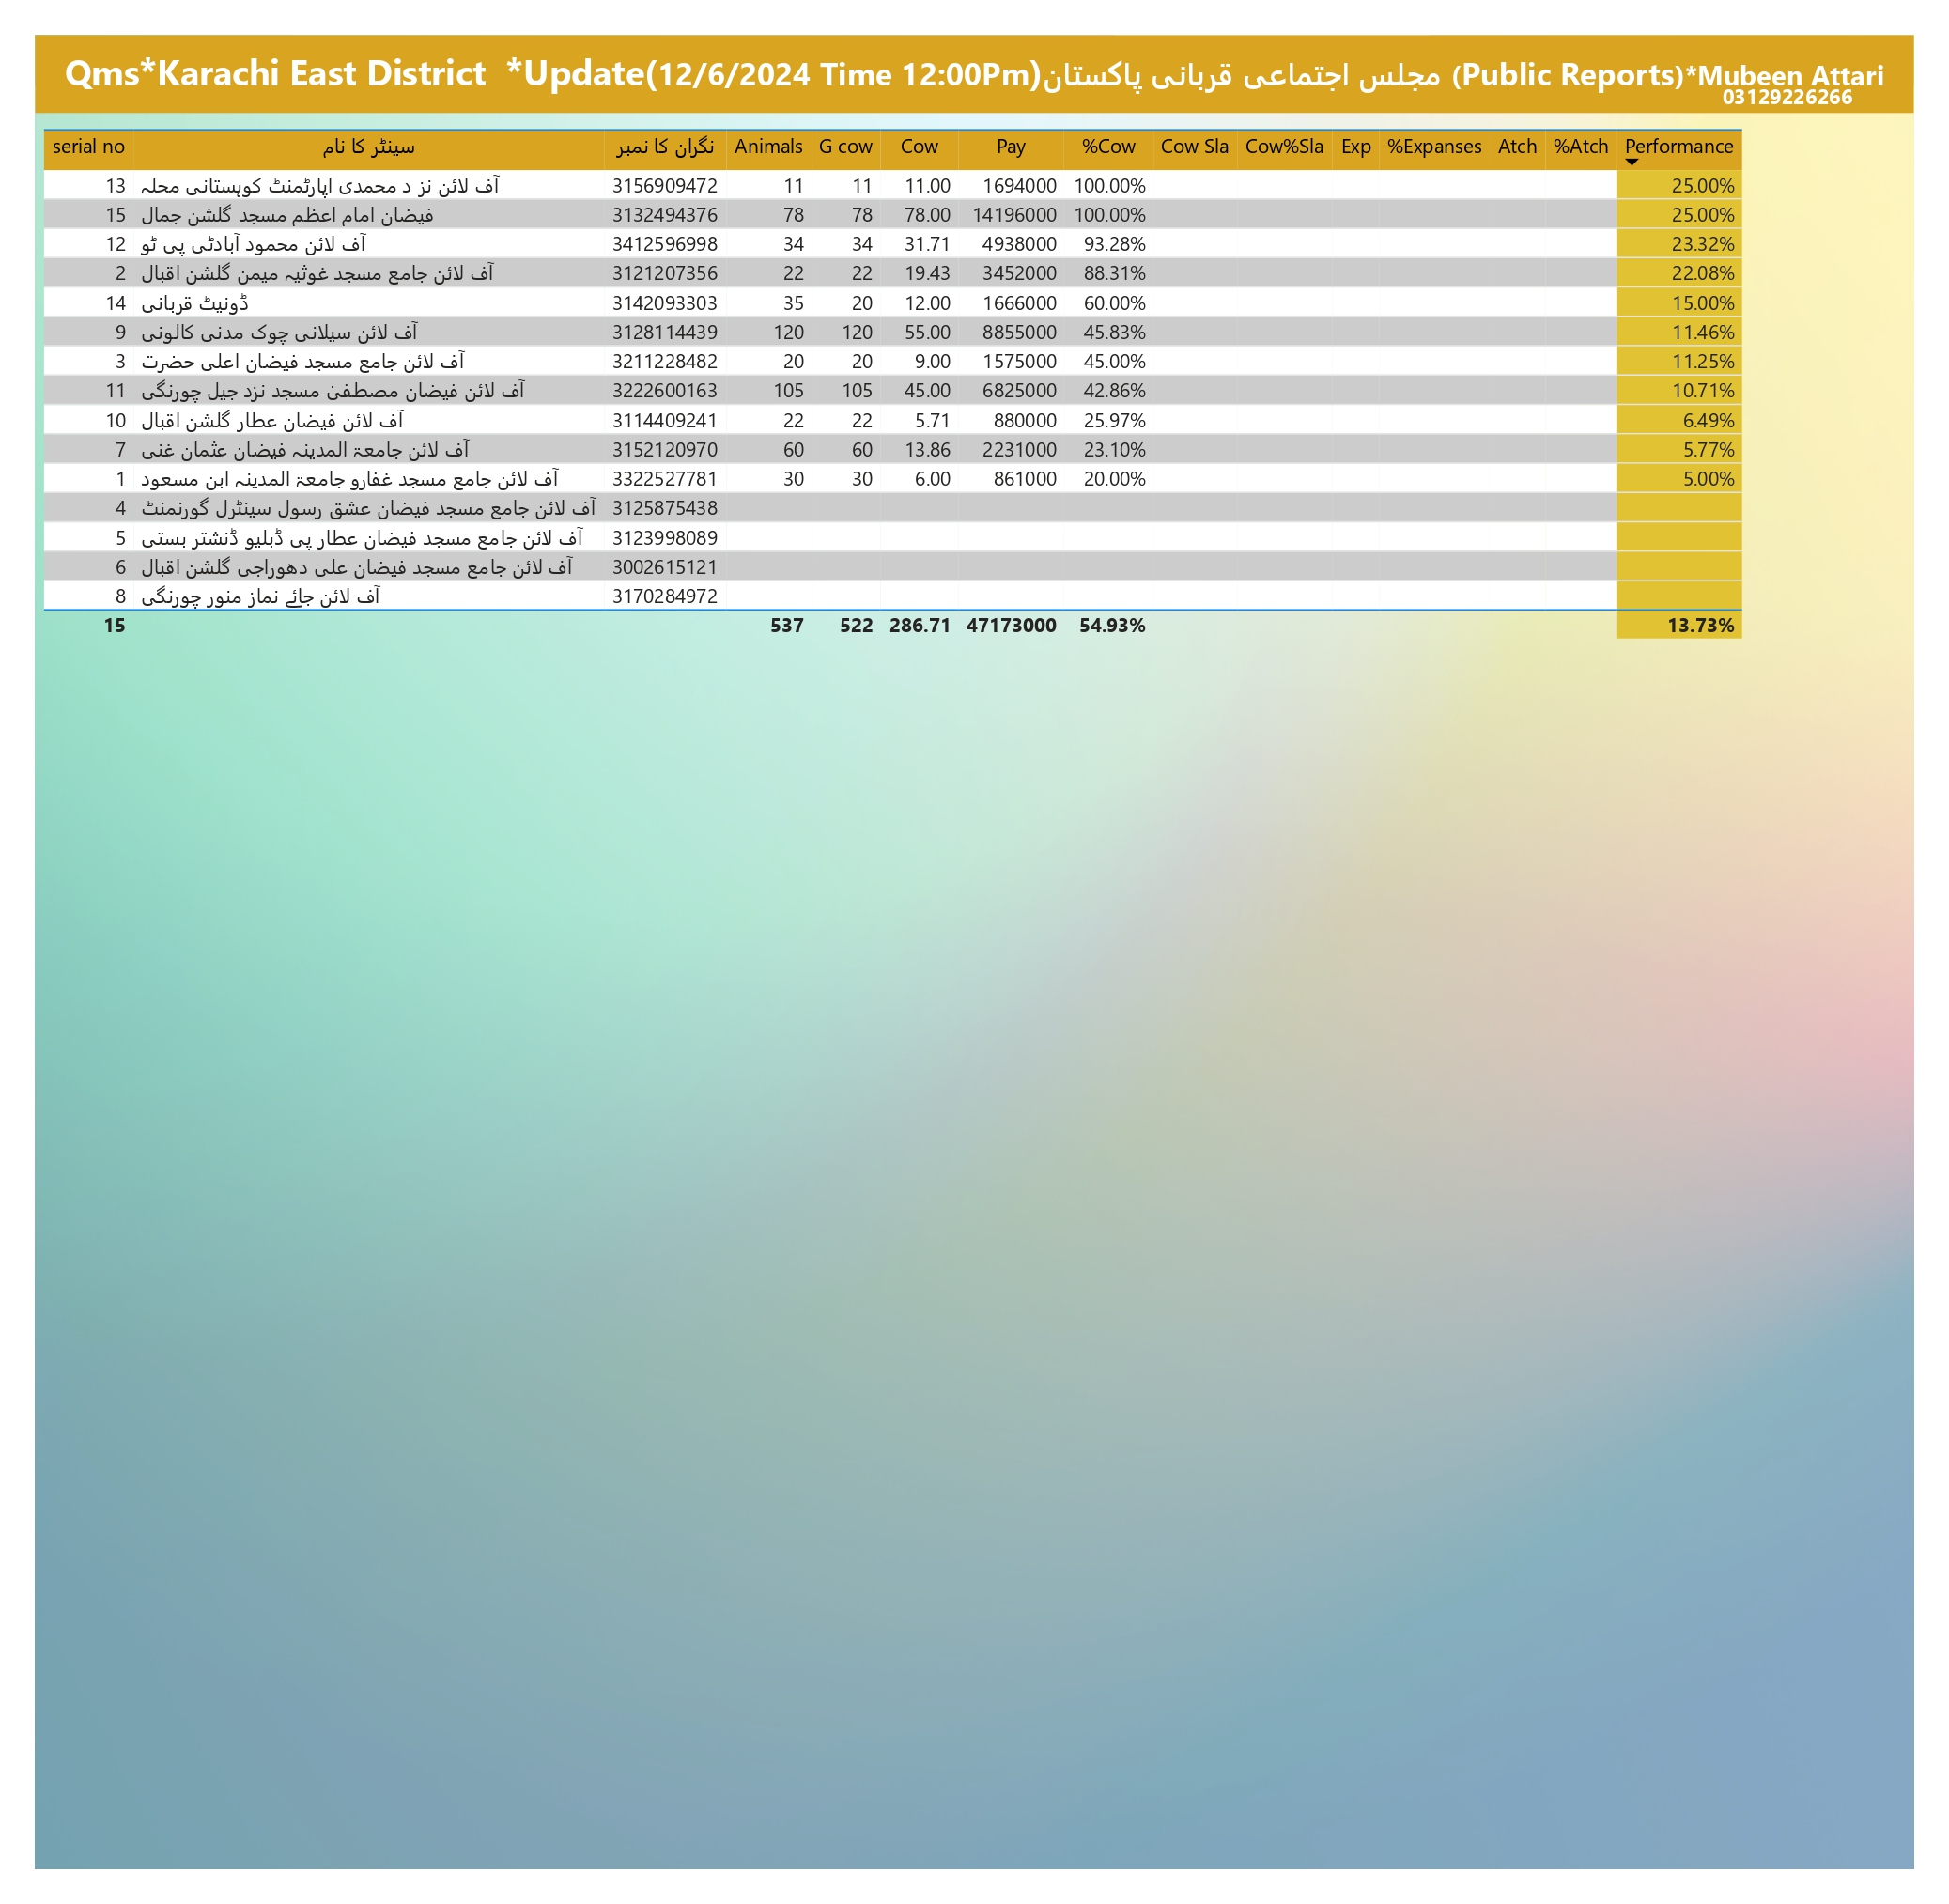 Qms*Karachi East District *Update(12/6/2024 Time 12:00Pm)مجلس اجتماعی قربانی پاکستان (Public Reports)*Mubeen Attari
03129226266
serial no سینٹر کا نام نگران کا نمبر Animals G cow Cow Pay %Cow Cow Sla Cow%Sla Exp %Expanses Atch %Atch Performance
13 آف لائن نز د محمدی اپارٹمنٹ کوہستانی محلہ 3156909472 11 11 11.00 1694000 100.00% 25.00%
15 فیضان امام اعظم مسجد گلشن جمال 3132494376 78 78 78.00 14196000 100.00% 25.00%
12 آف لائن محمود آبادٹی پی ٹو 3412596998 34 34 31.71 4938000 93.28% 23.32%
2 آف لائن جامع مسجد غوثیہ میمن گلشن اقبال 3121207356 22 22 19.43 3452000 88.31% 22.08%
14 ڈونیٹ قربانی 3142093303 35 20 12.00 1666000 60.00% 15.00%
9 آف لائن سیلانی چوک مدنی کالونی 3128114439 120 120 55.00 8855000 45.83% 11.46%
3 آف لائن جامع مسجد فیضان اعلی حضرت 3211228482 20 20 9.00 1575000 45.00% 11.25%
11 آف لائن فیضان مصطفیٰ مسجد نزد جیل چورنگی 3222600163 105 105 45.00 6825000 42.86% 10.71%
10 آف لائن فیضان عطار گلشن اقبال 3114409241 22 22 5.71 880000 25.97% 6.49%
7 آف لائن جامعۃ المدینہ فیضان عثمان غنی 3152120970 60 60 13.86 2231000 23.10% 5.77%
1 آف لائن جامع مسجد غفارو جامعۃ المدینہ ابن مسعود 3322527781 30 30 6.00 861000 20.00% 5.00%
4 آف لائن جامع مسجد فیضان عشق رسول سینٹرل گورنمنٹ 3125875438
5 آف لائن جامع مسجد فیضان عطار پی ڈبلیو ڈنشتر بستی 3123998089
6 آف لائن جامع مسجد فیضان علی دھوراجی گلشن اقبال 3002615121
8 آف لائن جائے نماز منور چورنگی 3170284972
15 537 522 286.71 47173000 54.93% 13.73%